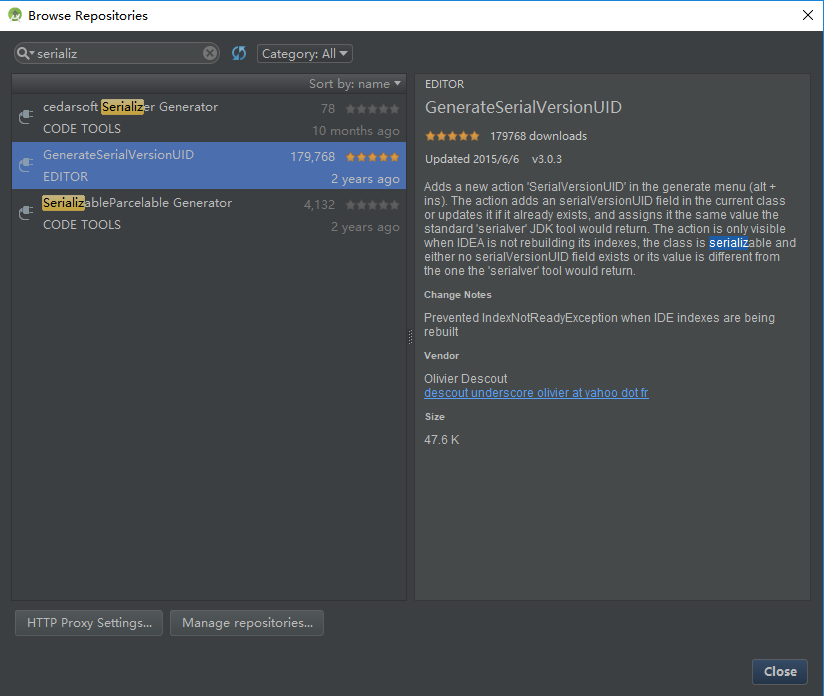 Browse Repositories
serializ
Category: All
Sort by: name
cedarsoft Serializer Generator 78
CODE TOOLS 10 months ago
GenerateSerialVersionUID 179,768
EDITOR 2 years ago
SerializableParcelable Generator 4,132
CODE TOOLS 2 years ago
EDITOR
GenerateSerialVersionUID
179768 downloads
Updated 2015/6/6 v3.0.3
Adds a new action 'SerialVersionUID' in the generate menu (alt +
ins). The action adds an serialVersionUID field in the current class
or updates it if it already exists, and assigns it the same value the
standard 'serialver' JDK tool would return. The action is only visible
when IDEA is not rebuilding its indexes, the class is serializable and
either no serialVersionUID field exists or its value is different from
the one the 'serialver' tool would return.
Change Notes
Prevented IndexNotReadyException when IDE indexes are being
rebuilt
Vendor
Olivier Descout
descout underscore olivier at yahoo dot fr
Size
47.6 K
HTTP Proxy Settings...
Manage repositories...
Close